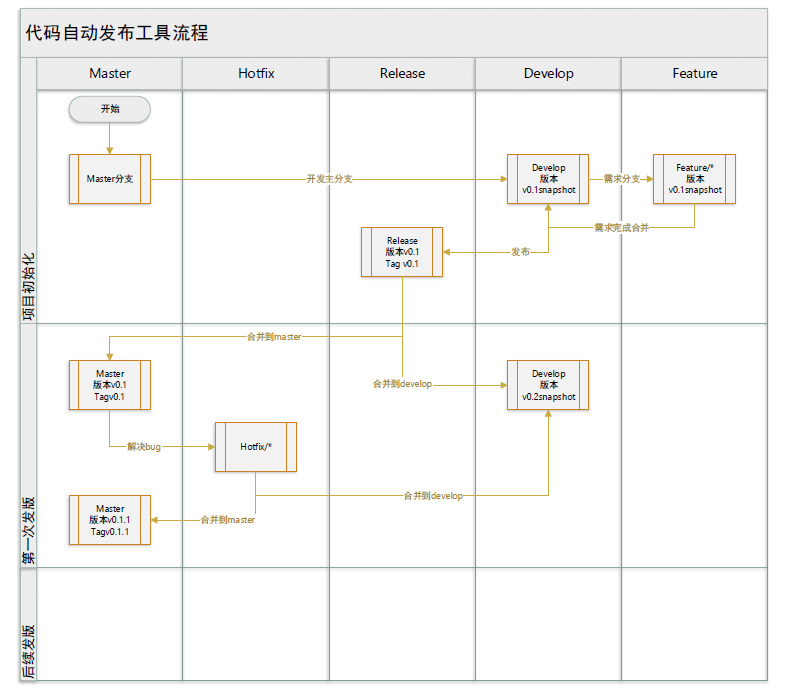 代码自动发布工具流程
Master
Hotfix
Release
Develop
Feature
项目初始化
开始
Master分支
开发主分支
Develop
版本
v0.1snapshot
需求分支
Feature/*
版本
v0.1snapshot
需求完成合并
发布
Release
版本v0.1
Tag v0.1
第一次发版
合并到master
Master
版本v0.1
Tagv0.1
合并到develop
Develop
版本
v0.2snapshot
解决bug
Hotfix/*
合并到develop
合并到master
Master
版本v0.1.1
Tagv0.1.1
后续发版